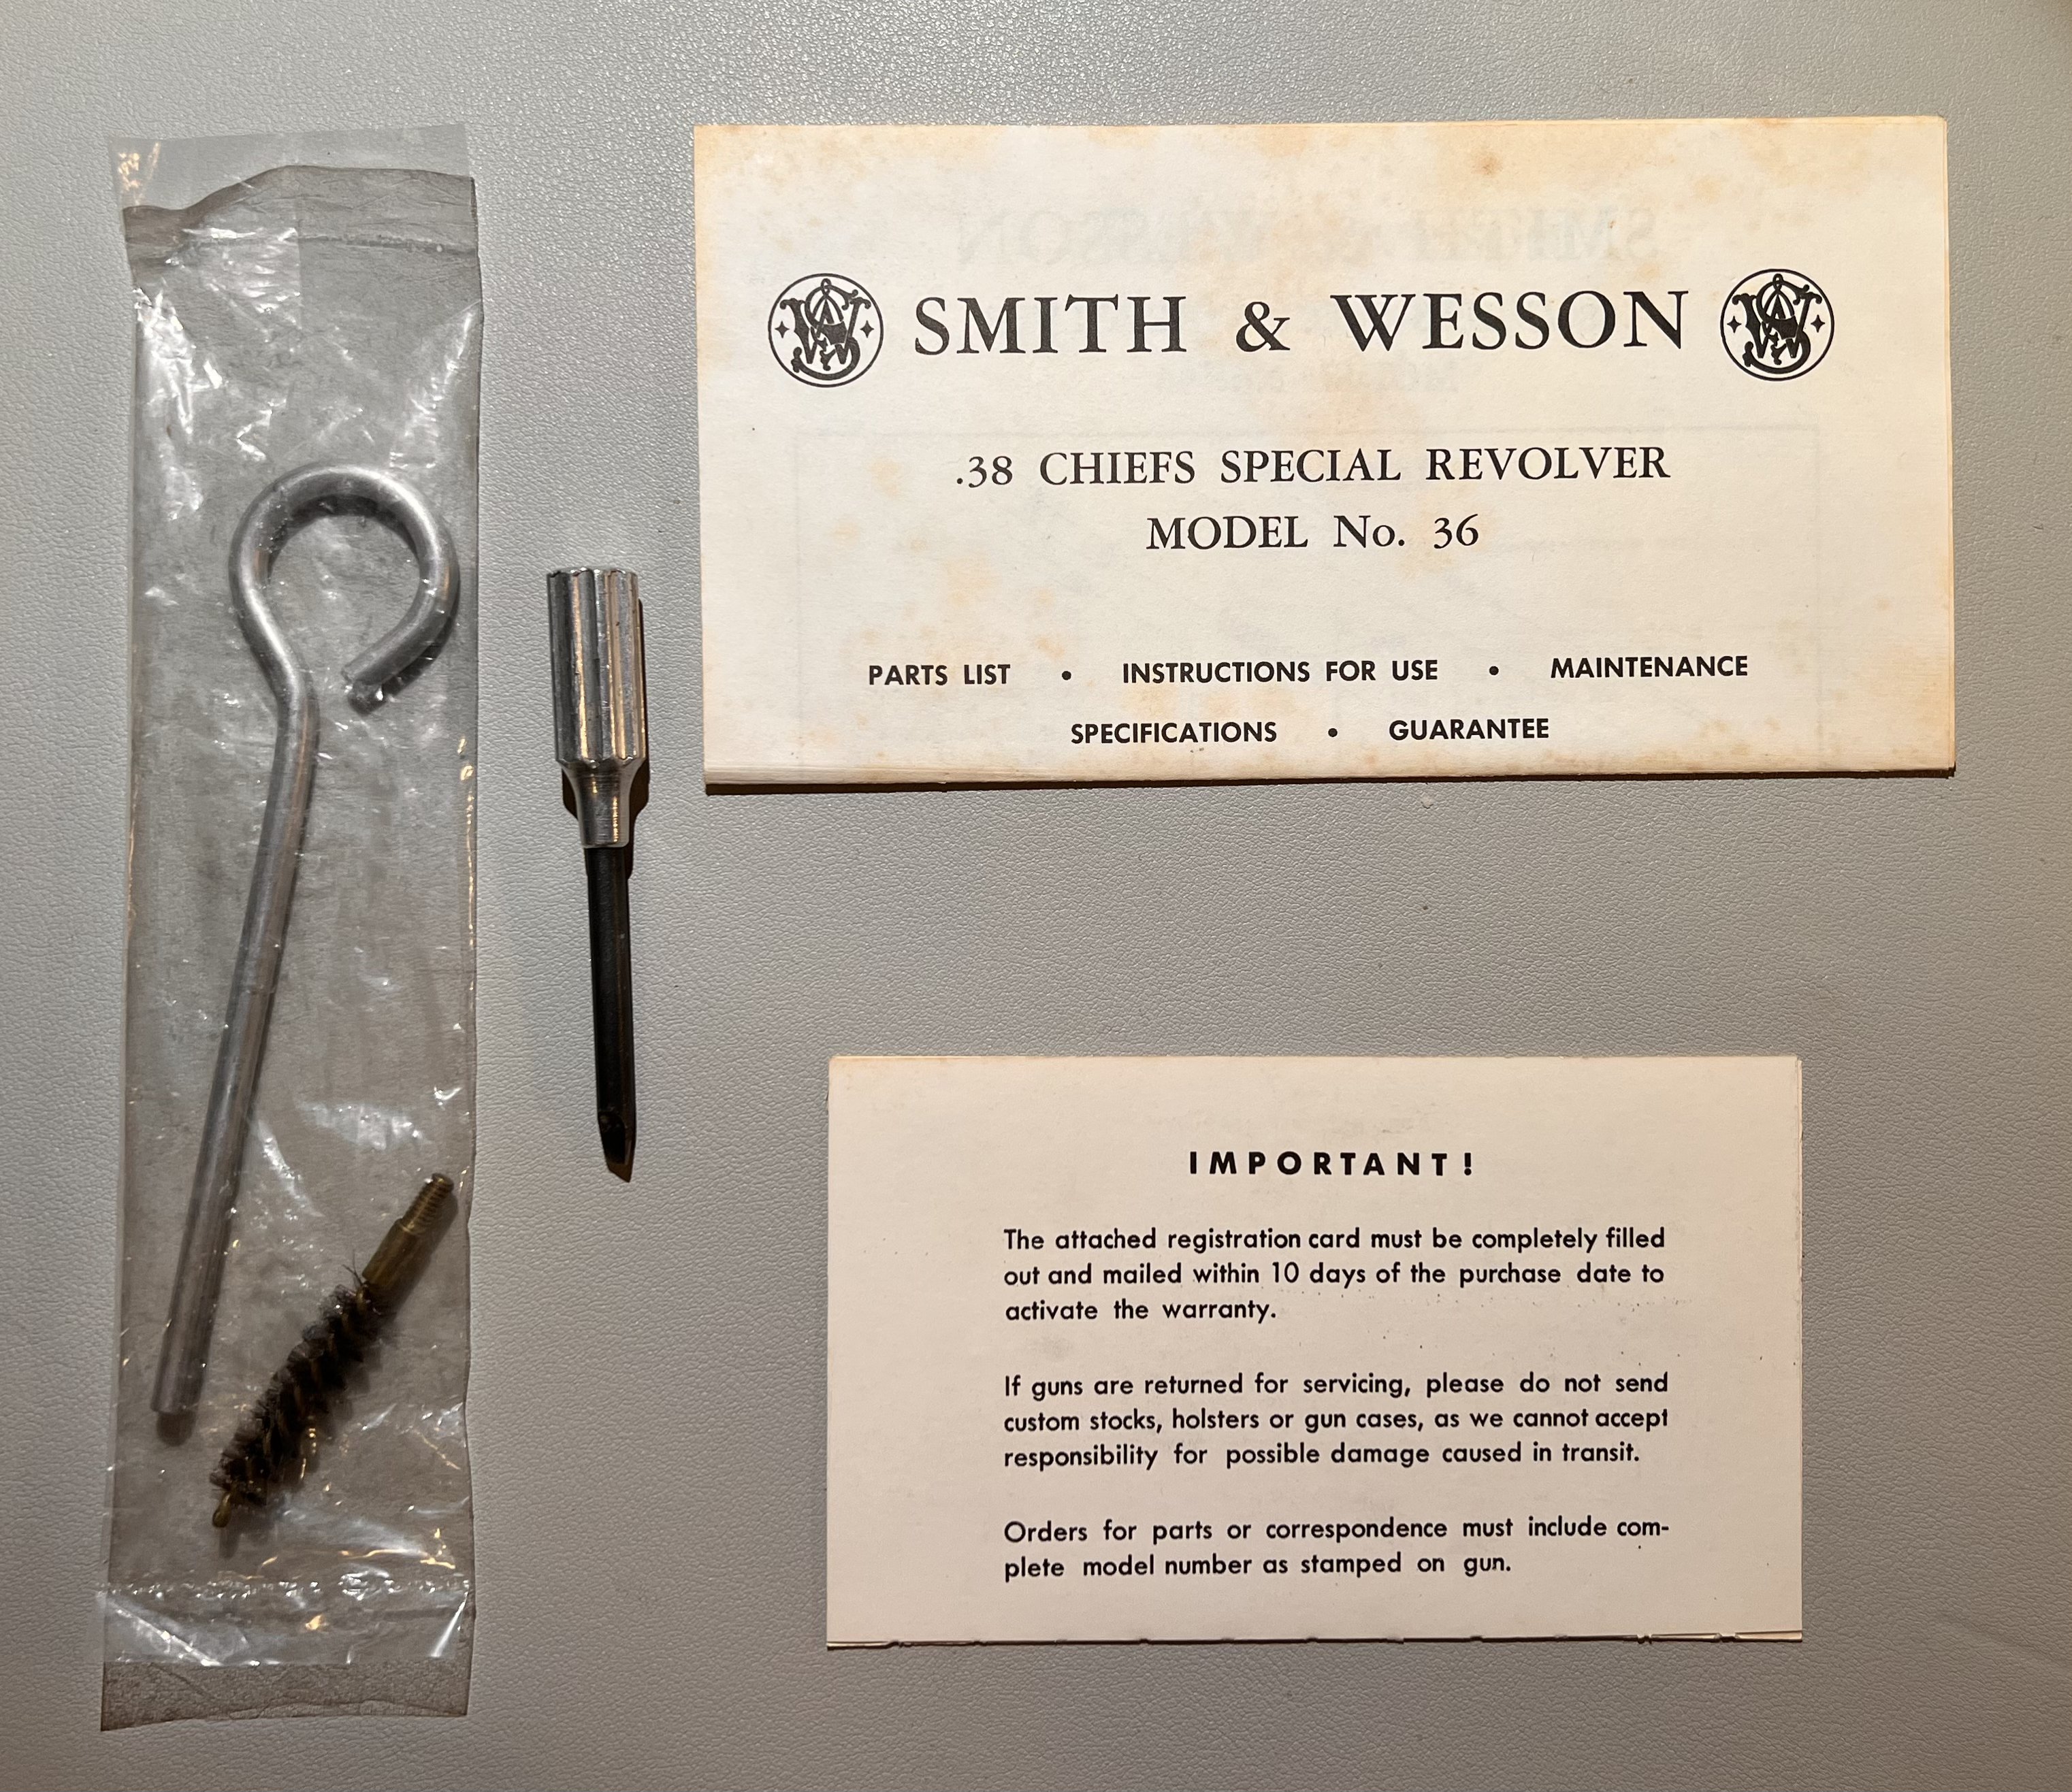 SMITH & WESSON
.38 CHIEFS SPECIAL REVOLVER
MODEL No. 36
PARTS LIST • INSTRUCTIONS FOR USE • MAINTENANCE
SPECIFICATIONS • GUARANTEE
IMPORTANT!
The attached registration card must be completely filled
out and mailed within 10 days of the purchase date to
activate the warranty.
If guns are returned for servicing, please do not send
custom stocks, holsters or gun cases, as we cannot accept
responsibility for possible damage caused in transit.
Orders for parts or correspondence must include com-
plete model number as stamped on gun.